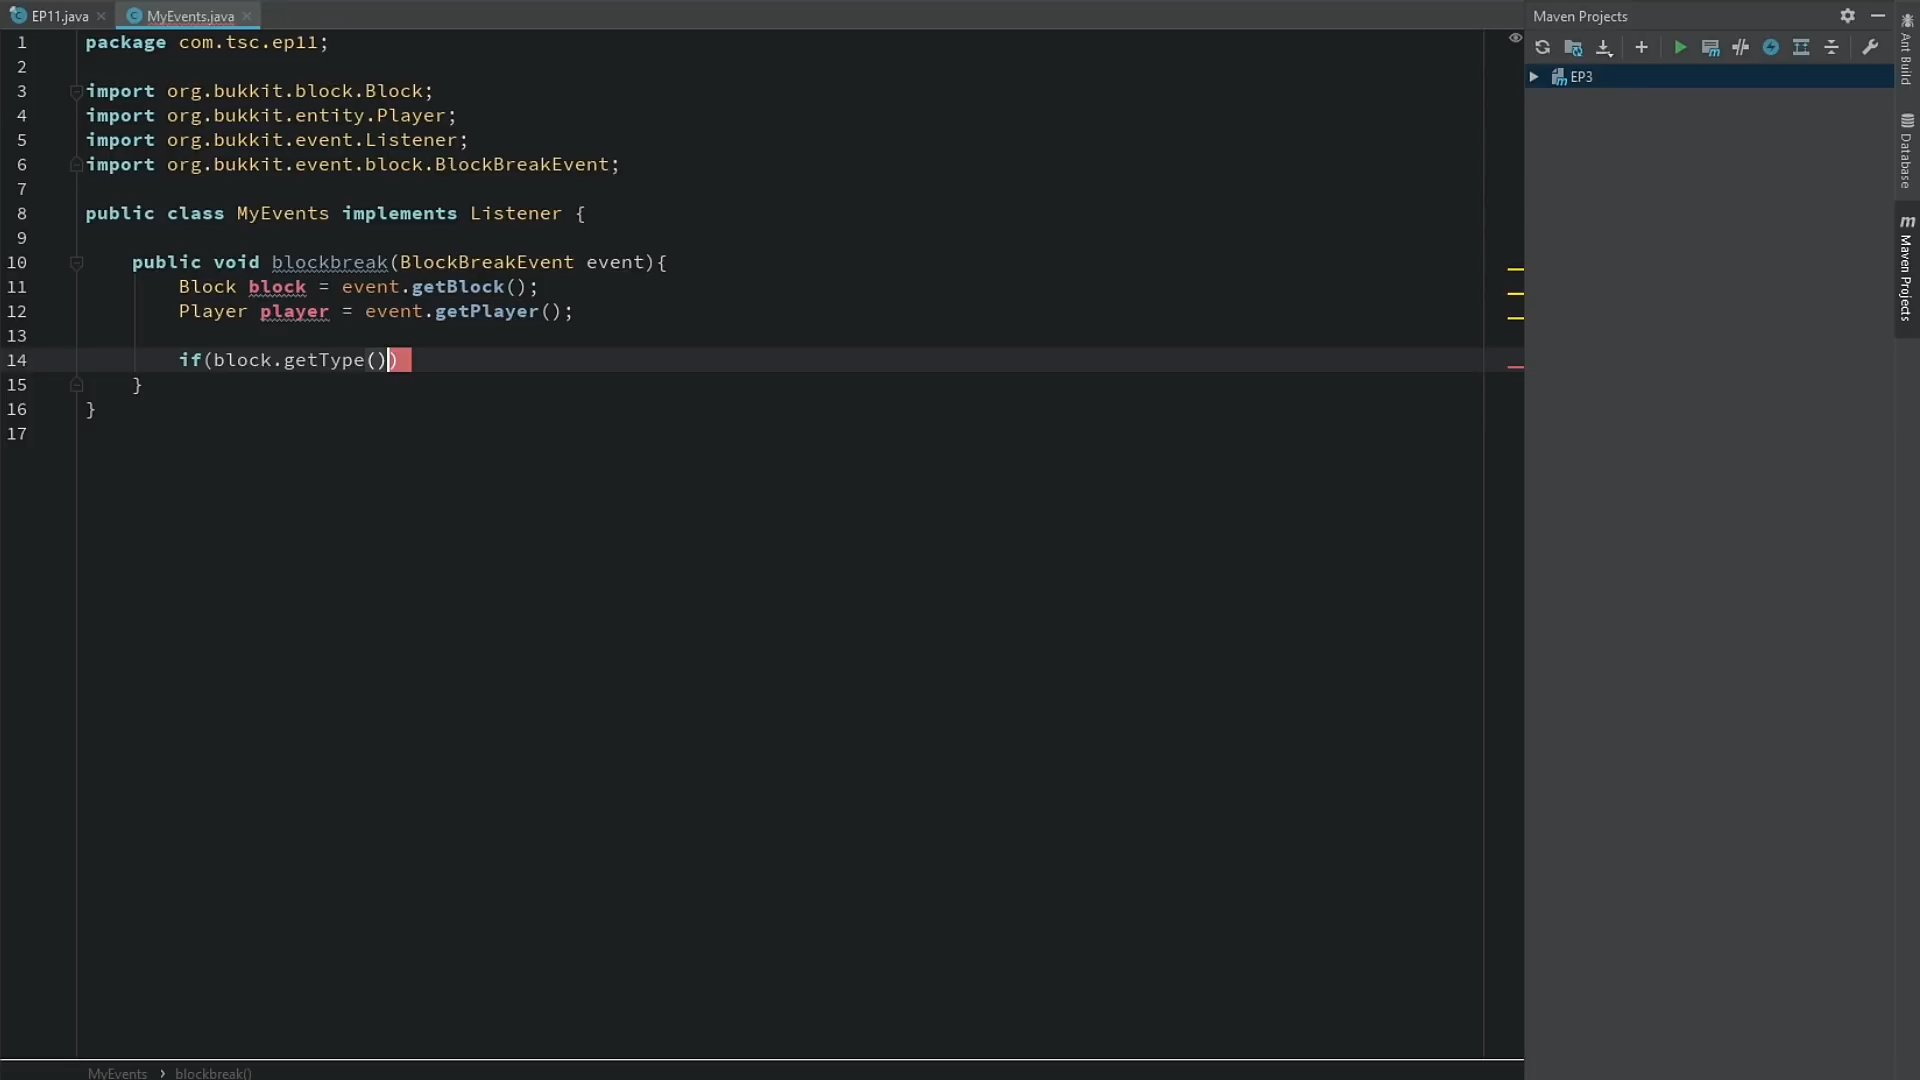 EP11.java
MyEvents.java
Maven Projects
1 package com.tsc.ep11;
2
3 import org.bukkit.block.Block;
4 import org.bukkit.entity.Player;
5 import org.bukkit.event.Listener;
6 import org.bukkit.event.block.BlockBreakEvent;
7
8 public class MyEvents implements Listener {
9
10 public void blockbreak(BlockBreakEvent event){
11 Block block = event.getBlock();
12 Player player = event.getPlayer();
13
14 if(block.getType())
15 }
16 }
17
EP3
Ant Build
Database
m Maven Projects
MyEvents › blockbreak()